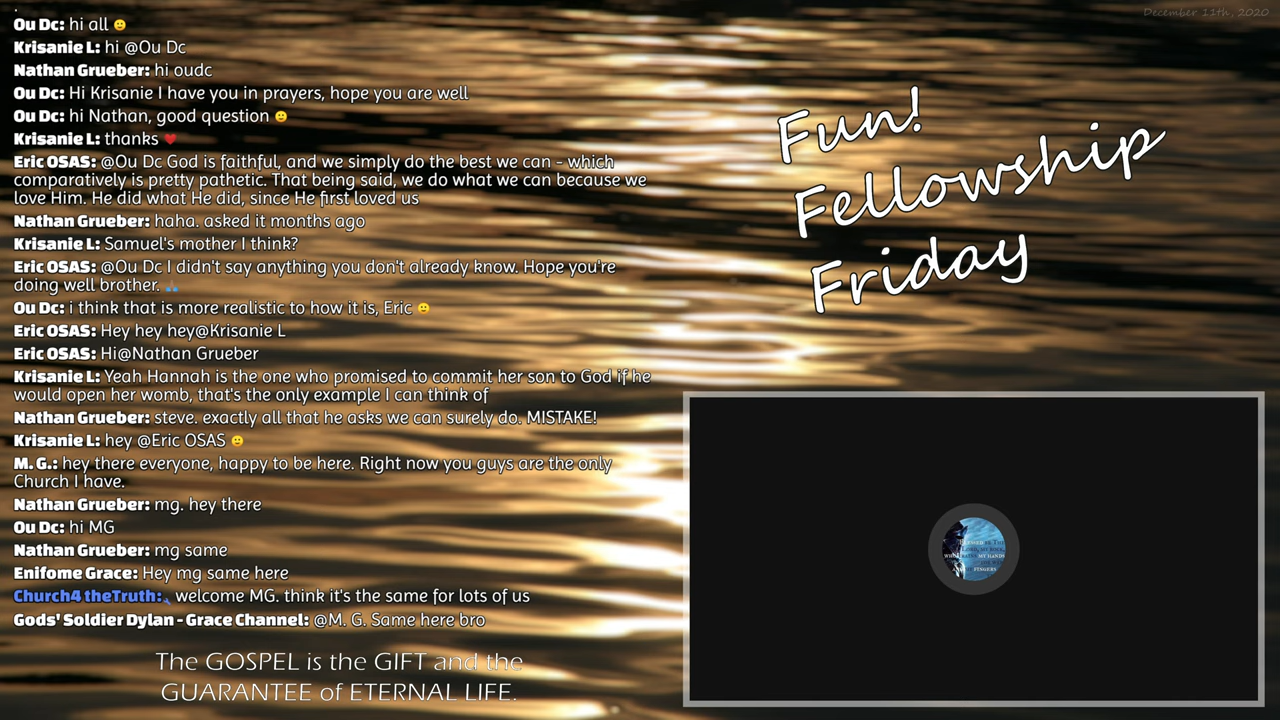 December 11th, 2020
Ou Dc: hi all 🙂
Krisanie L: hi @Ou Dc
Nathan Grueber: hi oudc
Ou Dc: Hi Krisanie I have you in prayers, hope you are well
Ou Dc: hi Nathan, good question 🙂
Krisanie L: thanks ♥
Eric OSAS: @Ou Dc God is faithful, and we simply do the best we can - which
comparatively is pretty pathetic. That being said, we do what we can because we
love Him. He did what He did, since He first loved us
Nathan Grueber: haha. asked it months ago
Krisanie L: Samuel's mother I think?
Eric OSAS: @Ou Dc I didn't say anything you don't already know. Hope you're
doing well brother. 🙏
Ou Dc: i think that is more realistic to how it is, Eric 🙂
Eric OSAS: Hey hey hey@Krisanie L
Eric OSAS: Hi@Nathan Grueber
Krisanie L: Yeah Hannah is the one who promised to commit her son to God if he
would open her womb, that's the only example I can think of
Nathan Grueber: steve. exactly all that he asks we can surely do. MISTAKE!
Krisanie L: hey @Eric OSAS 🙂
M. G.: hey there everyone, happy to be here. Right now you guys are the only
Church I have.
Nathan Grueber: mg. hey there
Ou Dc: hi MG
Nathan Grueber: mg same
Enifome Grace: Hey mg same here
Church4theTruth: welcome MG. think it's the same for lots of us
Gods' Soldier Dylan - Grace Channel: @M. G. Same here bro
The GOSPEL is the GIFT and the
GUARANTEE of ETERNAL LIFE.
Fun!
Fellowship
Friday
BLESSED be THE
LORD, my rock,
MY HANDS
FINGERS